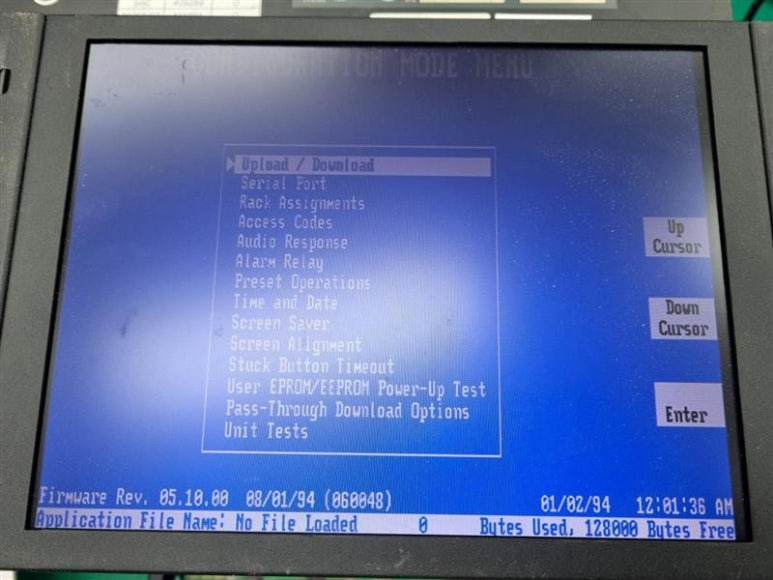 CONFIGURATION MODE MENU
Upload / Download
Serial Port
Rack Assignments
Access Codes
Audio Response
Alarm Relay
Preset Operations
Time and Date
Screen Saver
Screen Alignment
Stuck Button Timeout
User EPROM/EEPROM Power-Up Test
Pass-Through Download Options
Unit Tests
Up
Cursor
Down
Cursor
Enter
Firmware Rev. 05.10.00 08/01/94 (060048) 01/02/94 12:01:36 AM
Application File Name: No File Loaded 0 Bytes Used, 128000 Bytes Free